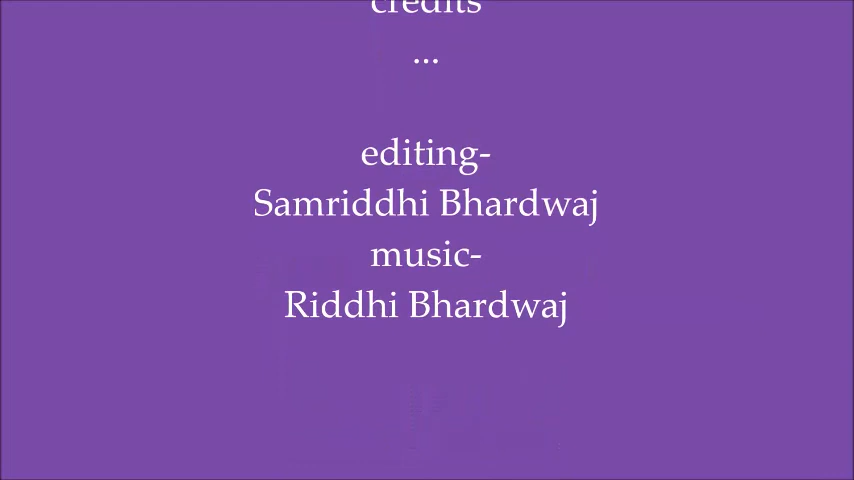 credits
...
editing-
Samriddhi Bhardwaj
music-
Riddhi Bhardwaj